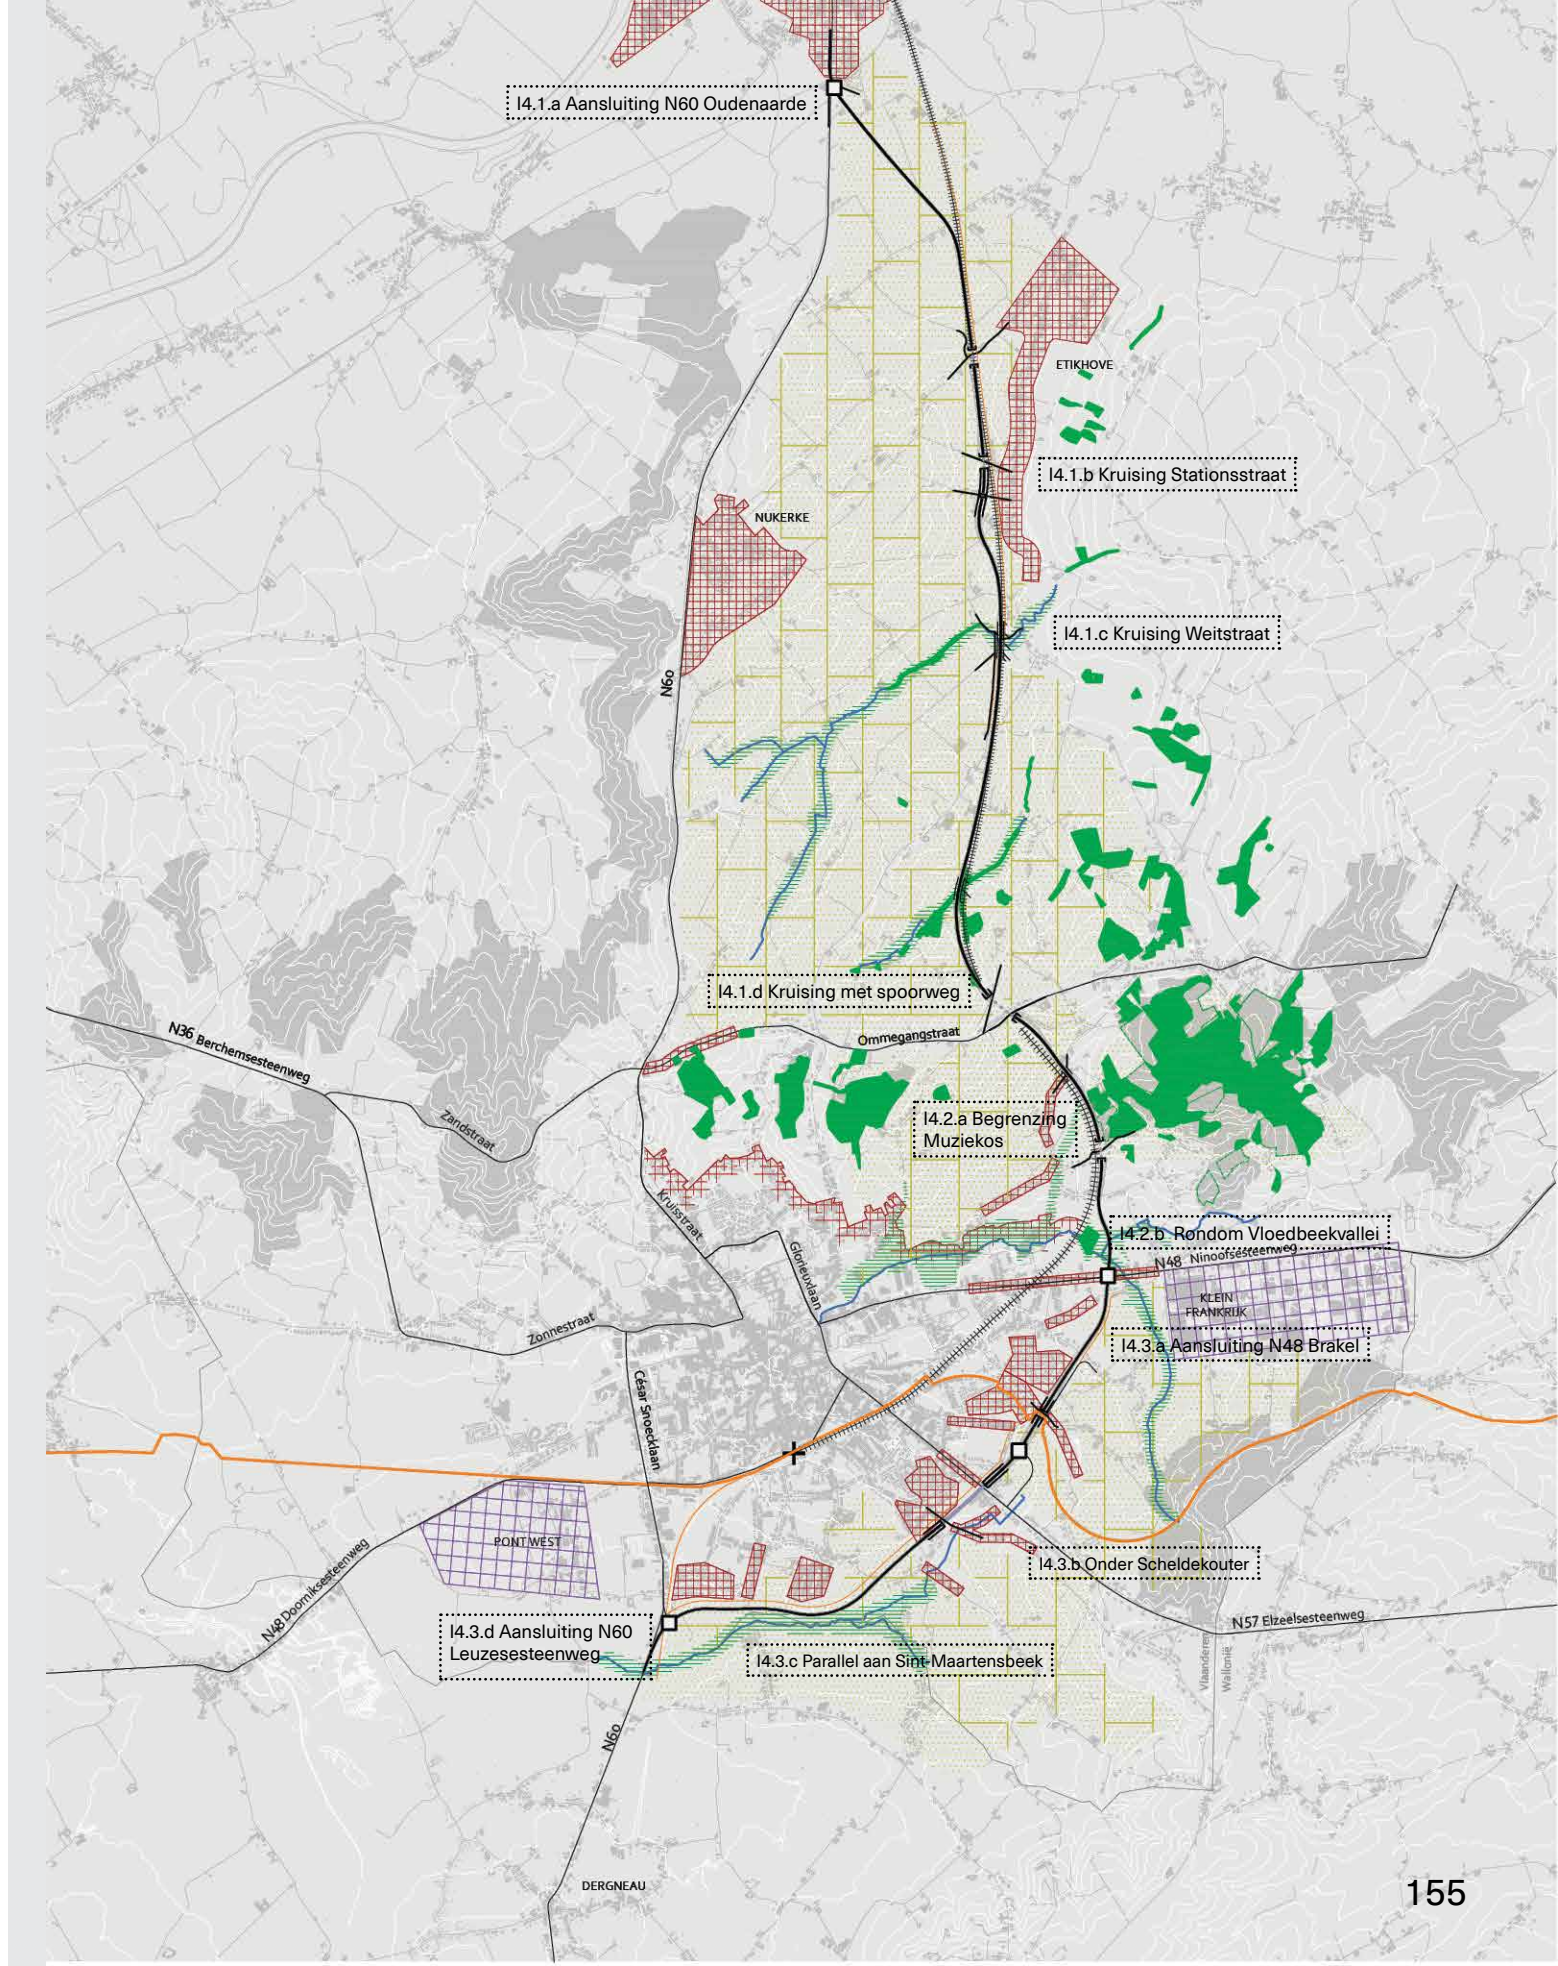 I4.1.a Aansluiting N60 Oudenaarde
ETIKHOVE
I4.1.b Kruising Stationsstraat
NUKERKE
I4.1.c Kruising Weitstraat
N60
I4.1.d Kruising met spoorweg
N36 Berchemsesteenweg
Ommegangstraat
Zandstraat
I4.2.a Begrenzing
Muziekos
Kruisstraat
I4.2.b Rondom Vloedbeekvallei
Glorieuxlaan
N48 Ninoofsesteenweg
KLEIN
FRANKRIJK
Zonnestraat
I4.3.a Aansluiting N48 Brakel
César Snoecklaan
PONT WEST
I4.3.b Onder Scheldekouter
N48 Doorniksesteenweg
N57 Elzeelsesteenweg
I4.3.d Aansluiting N60
Leuzesesteenweg
I4.3.c Parallel aan Sint-Maartensbeek
Vlaanderen
Wallonië
N60
DERGNEAU
155